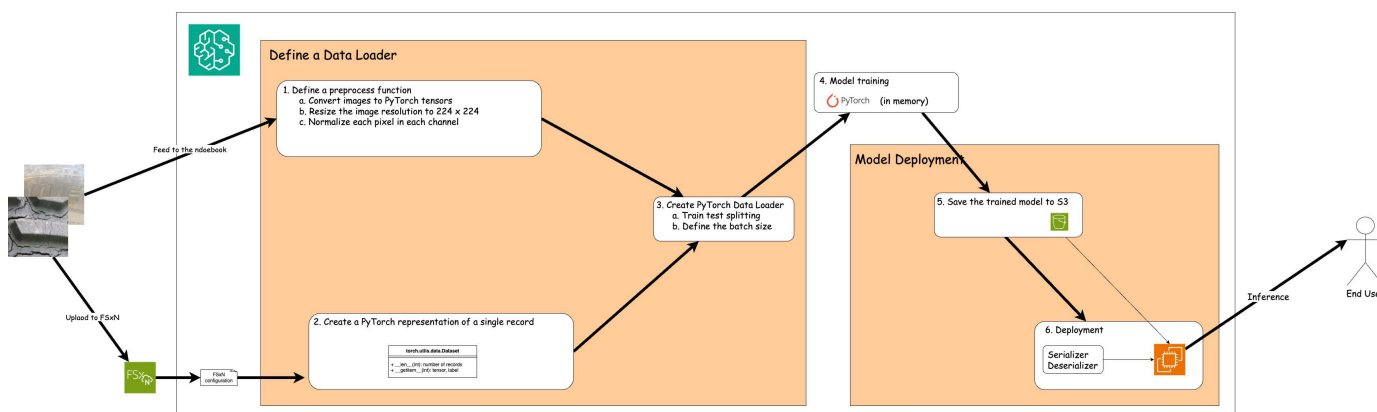 Define a Data Loader
1. Define a preprocess function
a. Convert images to PyTorch tensors
b. Resize the image resolution to 224 x 224
c. Normalize each pixel in each channel
Feed to the ndoebook
Uplaod to FSxN
FSx
N
FSxN
configuration
2. Create a PyTorch representation of a single record
torch.utils.data.Dataset
+ __len__(int): number of records
+ __getitem__(int): tensor, label
3. Create PyTorch Data Loader
a. Train test splitting
b. Define the batch size
4. Model training
PyTorch (in memory)
Model Deployment
5. Save the trained model to S3
6. Deployment
Serializer
Deserializer
Inference
End Use